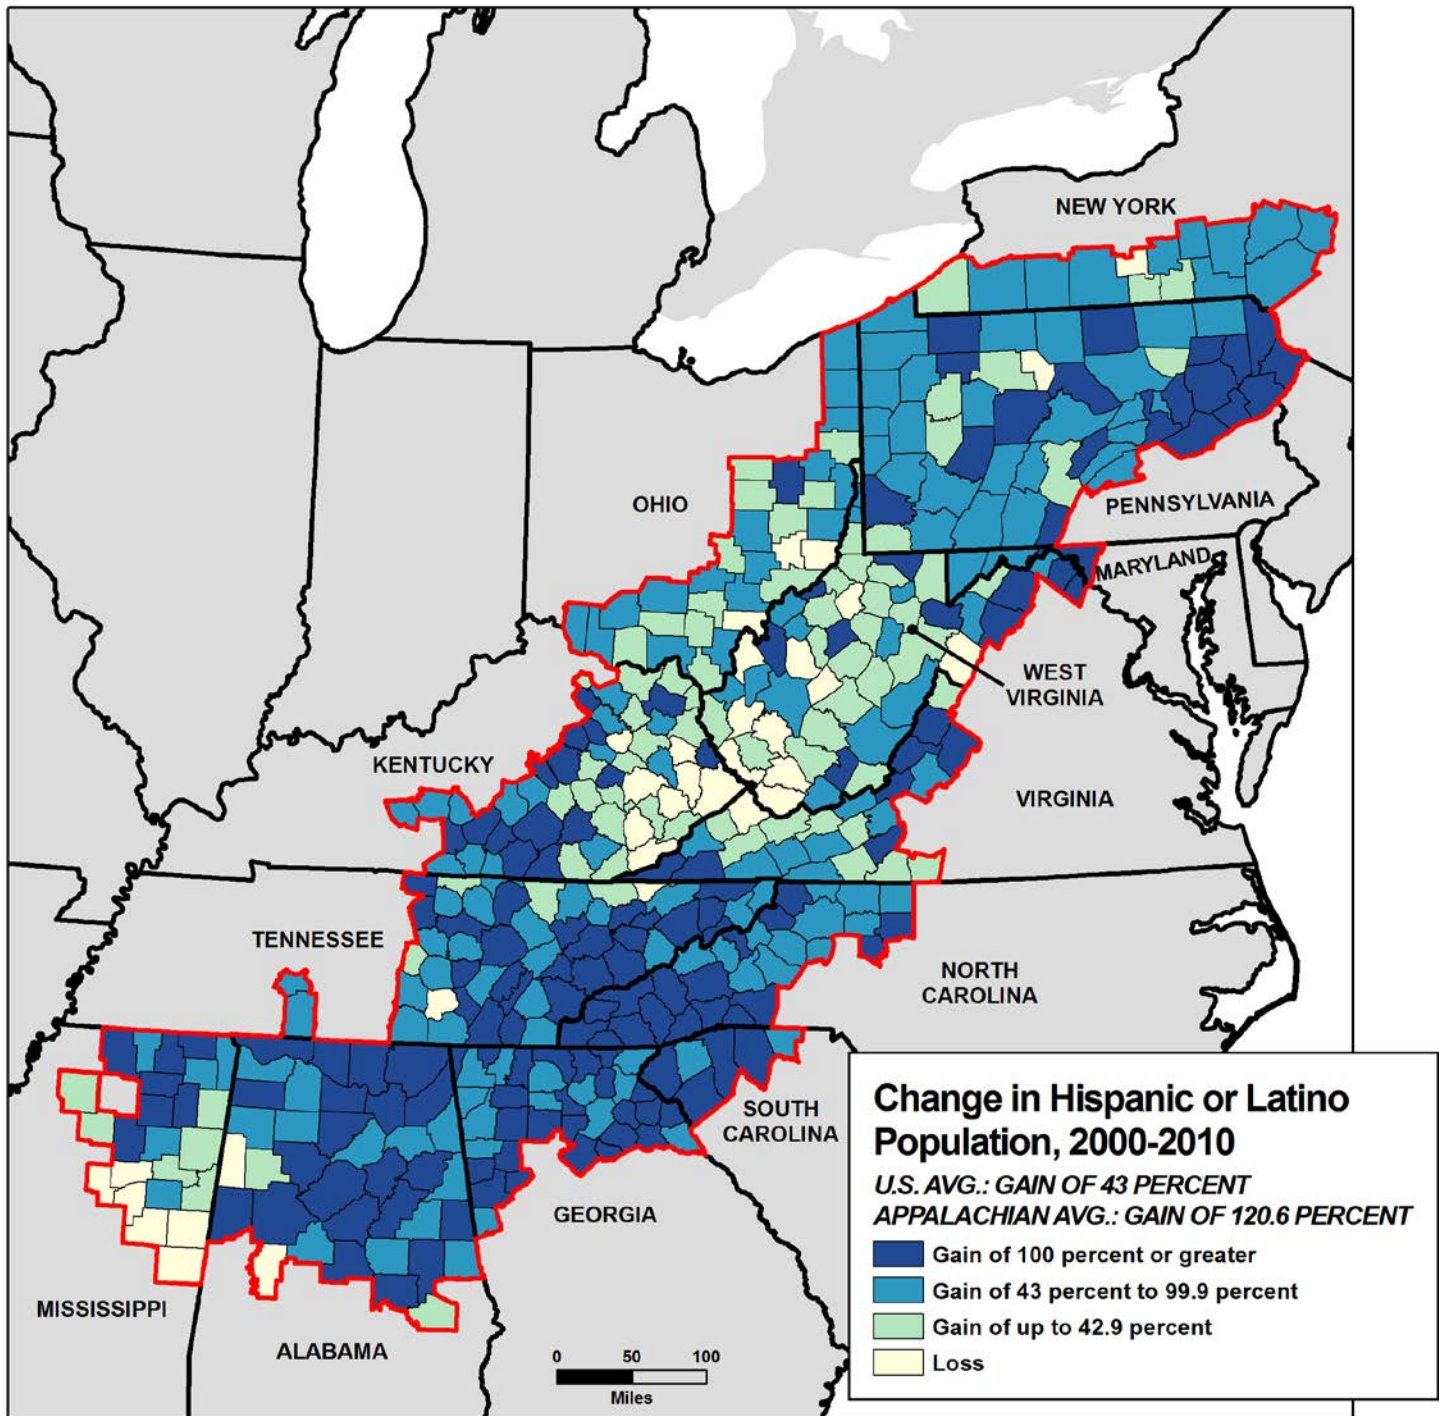 NEW YORK
OHIO
PENNSYLVANIA
MARYLAND
WEST
VIRGINIA
KENTUCKY
VIRGINIA
TENNESSEE
NORTH
CAROLINA
SOUTH
CAROLINA
GEORGIA
MISSISSIPPI
ALABAMA
0 50 100
Miles
Change in Hispanic or Latino
Population, 2000-2010
U.S. AVG.: GAIN OF 43 PERCENT
APPALACHIAN AVG.: GAIN OF 120.6 PERCENT
Gain of 100 percent or greater
Gain of 43 percent to 99.9 percent
Gain of up to 42.9 percent
Loss